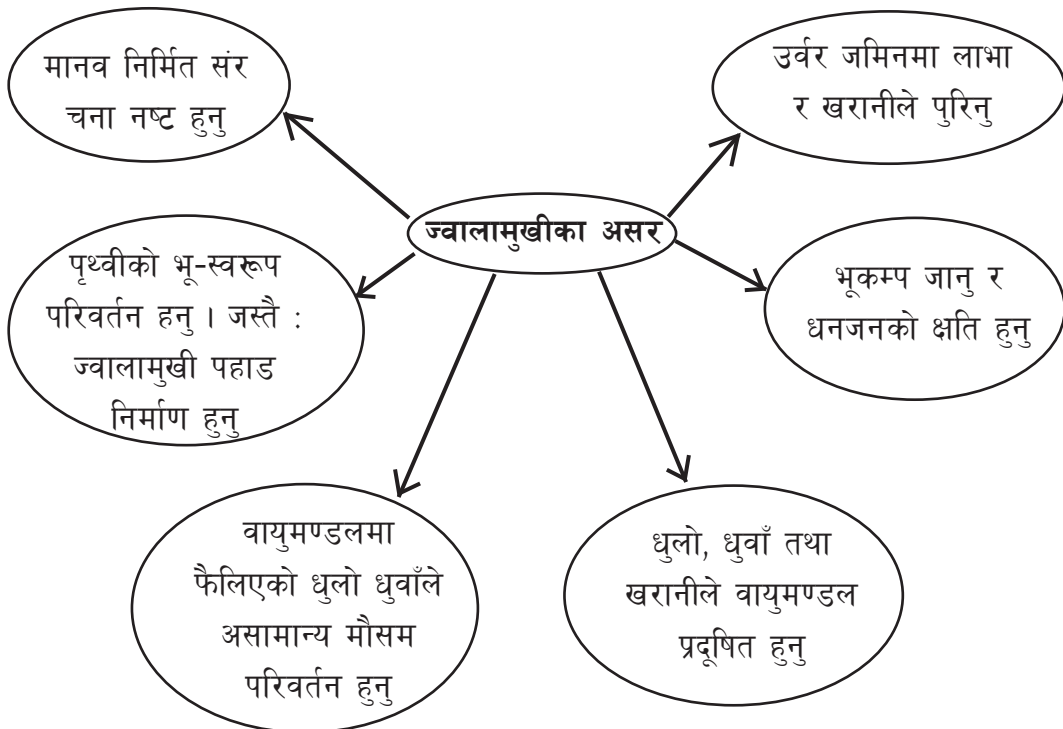 मानव निर्मित संर
चना नष्ट हुनु
उर्वर जमिनमा लाभा
र खरानीले पुरिनु
ज्वालामुखीका असर
पृथ्वीको भू-स्वरूप
परिवर्तन हनु । जस्तै :
ज्वालामुखी पहाड
निर्माण हुनु
भूकम्प जानु र
धनजनको क्षति हुनु
वायुमण्डलमा
फैलिएको धुलो धुवाँले
असामान्य मौसम
परिवर्तन हुनु
धुलो, धुवाँ तथा
खरानीले वायुमण्डल
प्रदूषित हुनु